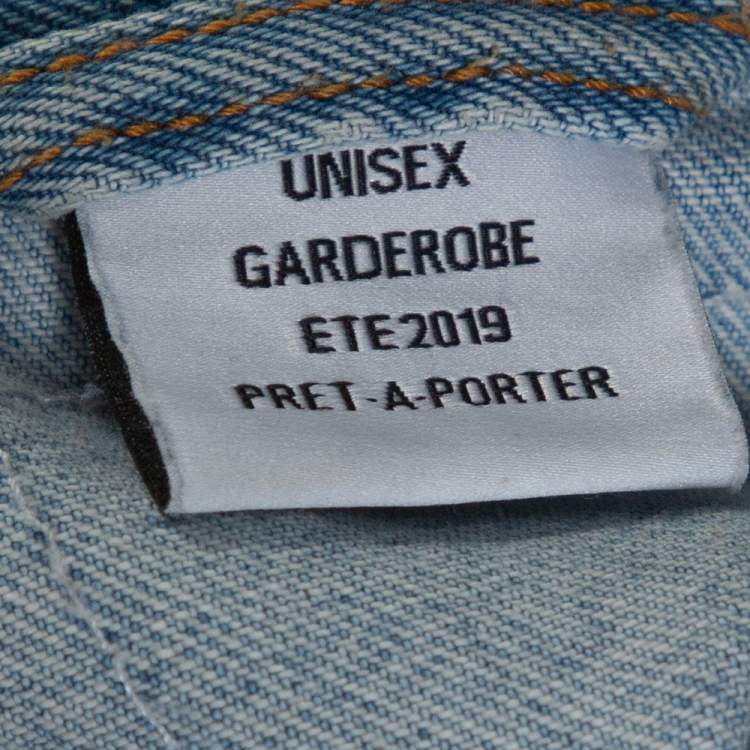 UNISEX
GARDEROBE
ETE2019
PRET-A-PORTER